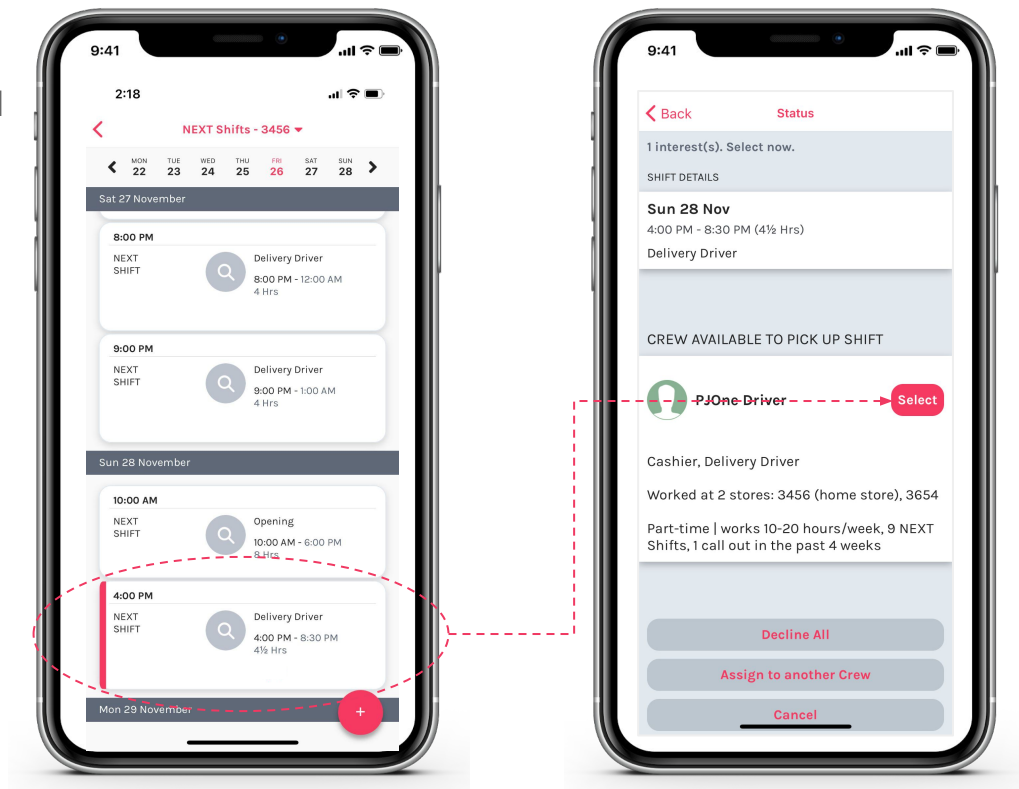 9:41
2:18
NEXT Shifts - 3456
MON TUE WED THU FRI SAT SUN
22 23 24 25 26 27 28
Sat 27 November
8:00 PM
NEXT
SHIFT
Delivery Driver
8:00 PM - 12:00 AM
4 Hrs
9:00 PM
NEXT
SHIFT
Delivery Driver
9:00 PM - 1:00 AM
4 Hrs
Sun 28 November
10:00 AM
NEXT
SHIFT
Opening
10:00 AM - 6:00 PM
8 Hrs
4:00 PM
NEXT
SHIFT
Delivery Driver
4:00 PM - 8:30 PM
4½ Hrs
Mon 29 November
+
9:41
Back
Status
1 interest(s). Select now.
SHIFT DETAILS
Sun 28 Nov
4:00 PM - 8:30 PM (4½ Hrs)
Delivery Driver
CREW AVAILABLE TO PICK UP SHIFT
PJOne Driver
Select
Cashier, Delivery Driver
Worked at 2 stores: 3456 (home store), 3654
Part-time | works 10-20 hours/week, 9 NEXT
Shifts, 1 call out in the past 4 weeks
Decline All
Assign to another Crew
Cancel